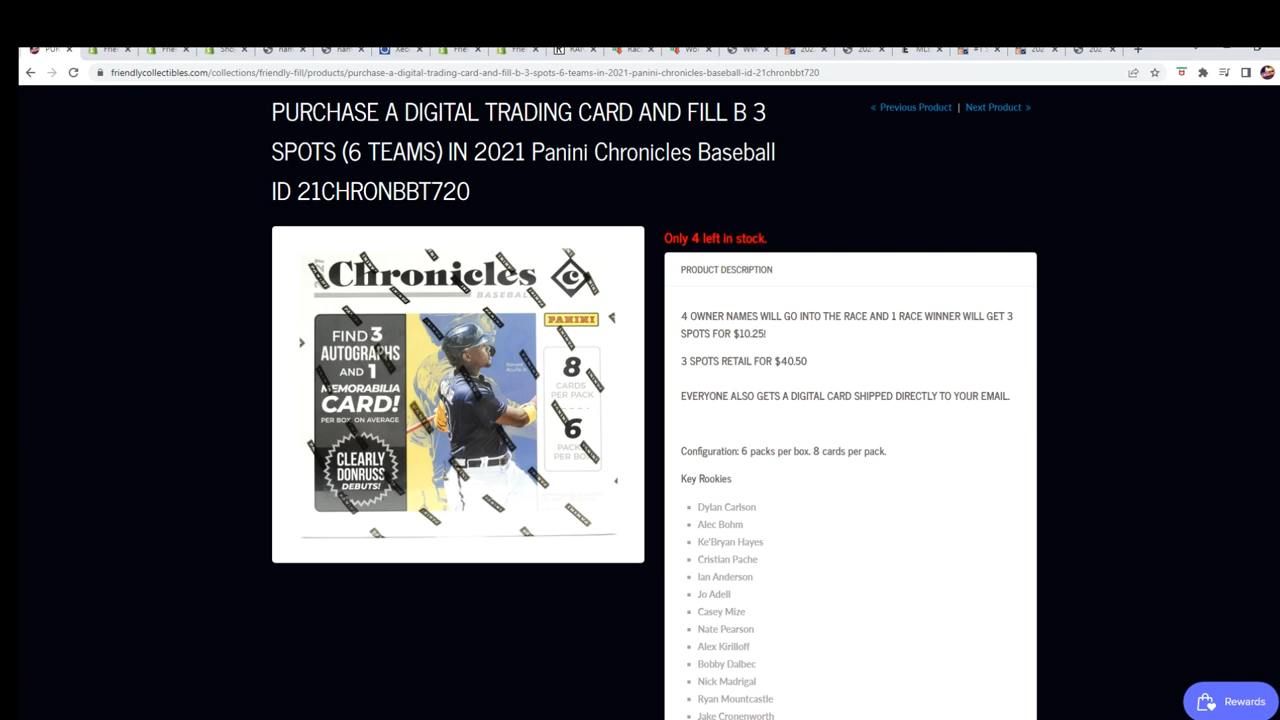 friendlycollectibles.com/collections/friendly-fill/products/purchase-a-digital-trading-card-and-fill-b-3-spots-6-teams-in-2021-panini-chronicles-baseball-id-21chronbbt720
PURCHASE A DIGITAL TRADING CARD AND FILL B 3
SPOTS (6 TEAMS) IN 2021 Panini Chronicles Baseball
ID 21CHRONBBT720
« Previous Product | Next Product »
Chronicles
BASEBALL
PANINI
FIND 3
AUTOGRAPHS
AND 1
MEMORABILIA
CARD!
PER BOX, ON AVERAGE
CLEARLY
DONRUSS
DEBUTS!
8
CARDS
PER PACK
6
PACKS
PER BOX
Only 4 left in stock.
PRODUCT DESCRIPTION
4 OWNER NAMES WILL GO INTO THE RACE AND 1 RACE WINNER WILL GET 3
SPOTS FOR $10.25!
3 SPOTS RETAIL FOR $40.50
EVERYONE ALSO GETS A DIGITAL CARD SHIPPED DIRECTLY TO YOUR EMAIL.
Configuration: 6 packs per box. 8 cards per pack.
Key Rookies
Dylan Carlson
Alec Bohm
Ke'Bryan Hayes
Cristian Pache
Ian Anderson
Jo Adell
Casey Mize
Nate Pearson
Alex Kirilloff
Bobby Dalbec
Nick Madrigal
Ryan Mountcastle
Jake Cronenworth
Rewards